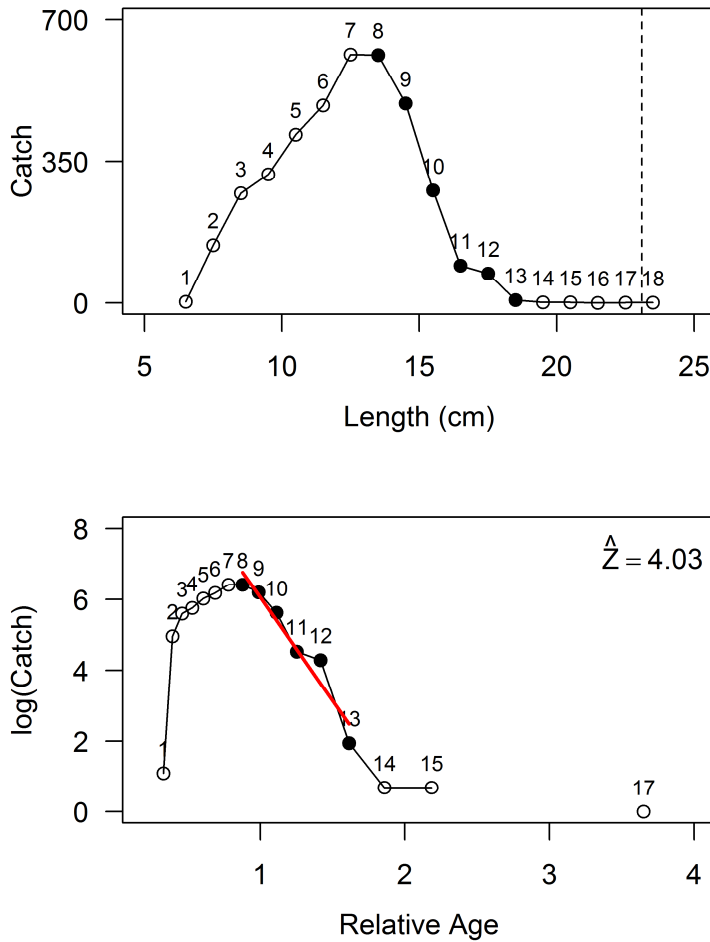 700
350
0
Catch
1 2 3 4 5 6 7 8 9 10 11 12 13 14 15 16 17 18
5 10 15 20 25
Length (cm)
8
6
4
2
0
log(Catch)
Ẑ = 4.03
1 2 3 4 5 6 7 8 9 10 11 12 13 14 15 17
1 2 3 4
Relative Age